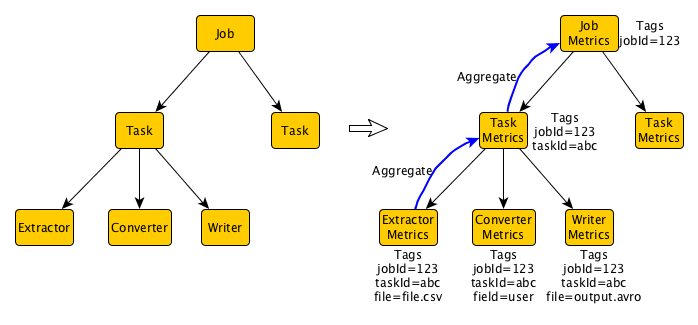 Job
Task
Task
Extractor
Converter
Writer
Job
Metrics
Tags
jobId=123
Aggregate
Task
Metrics
Tags
jobId=123
taskId=abc
Task
Metrics
Aggregate
Extractor
Metrics
Tags
jobId=123
taskId=abc
file=file.csv
Converter
Metrics
Tags
jobId=123
taskId=abc
field=user
Writer
Metrics
Tags
jobId=123
taskId=abc
file=output.avro